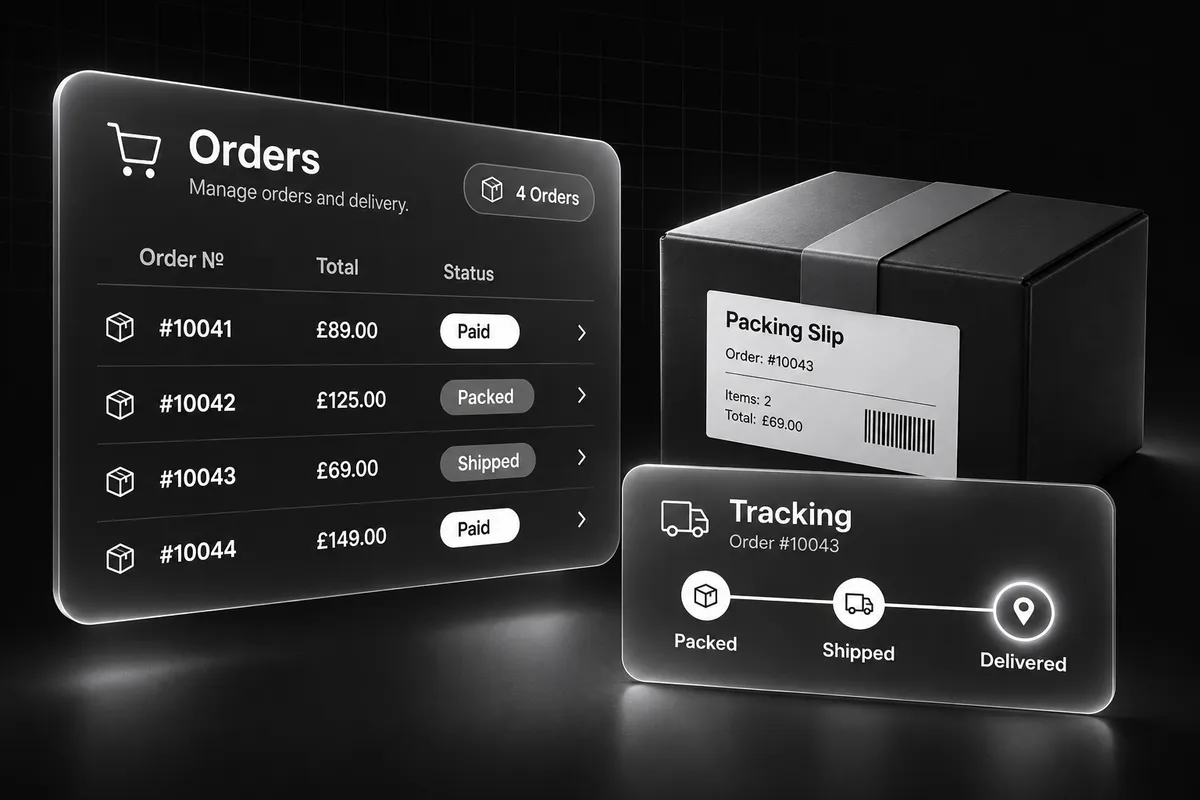 Orders
Manage orders and delivery.
4 Orders
Order № Total Status
#10041 £89.00 Paid
#10042 £125.00 Packed
#10043 £69.00 Shipped
#10044 £149.00 Paid
Packing Slip
Order: #10043
Items: 2
Total: £69.00
Tracking
Order #10043
Packed Shipped Delivered